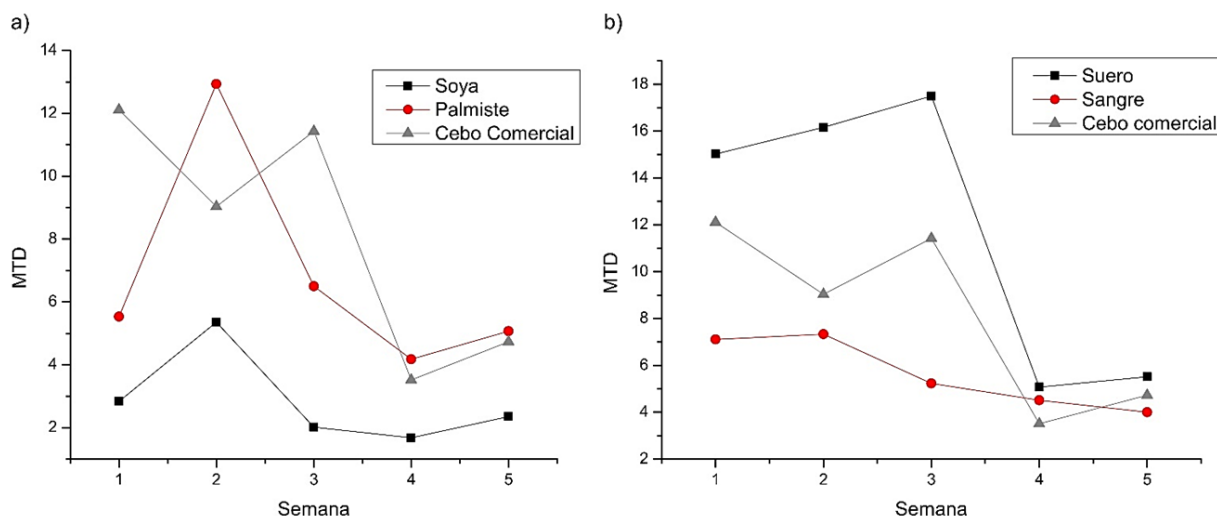 a)
14
12
10
8
6
4
2
MTD
1 2 3 4 5
Semana
Soya
Palmiste
Cebo Comercial
b)
18
16
14
12
10
8
6
4
2
MTD
1 2 3 4 5
Semana
Suero
Sangre
Cebo comercial